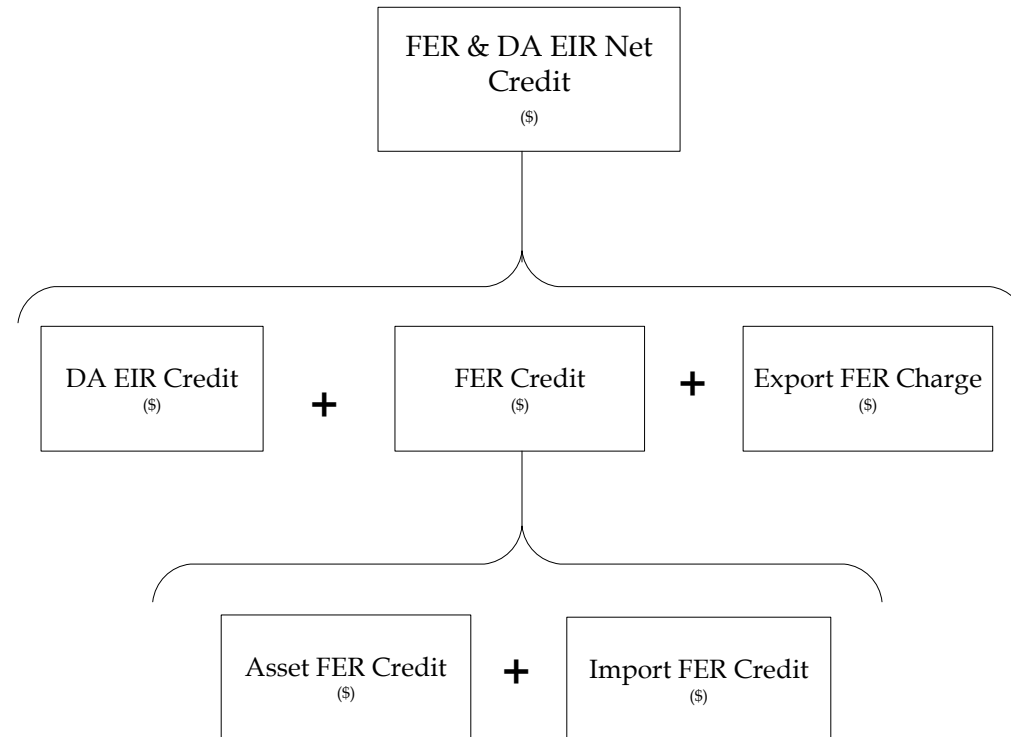 FER & DA EIR Net
Credit
($)
DA EIR Credit
($)
+
FER Credit
($)
+
Export FER Charge
($)
Asset FER Credit
($)
+
Import FER Credit
($)